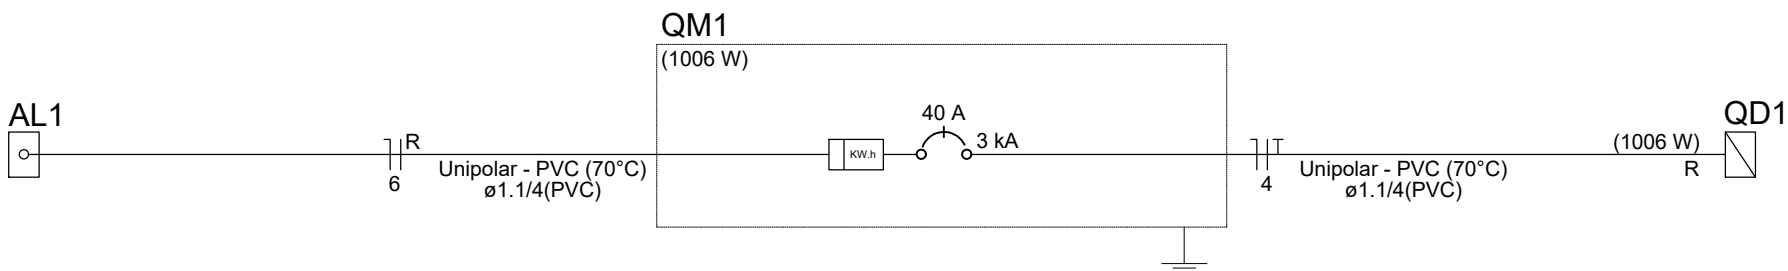 QM1
(1006 W)
AL1
R
6
Unipolar - PVC (70°C)
ø1.1/4(PVC)
KW.h
40 A
3 kA
4
Unipolar - PVC (70°C)
ø1.1/4(PVC)
QD1
(1006 W)
R